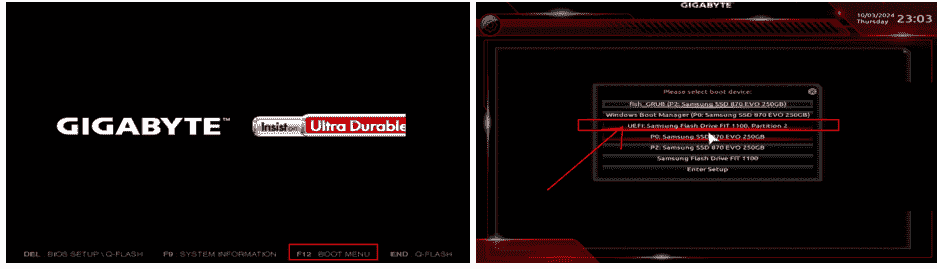 GIGABYTE™
Insist on Ultra Durable
DEL BIOS SETUP \ Q-FLASH F9 SYSTEM INFORMATION F12 BOOT MENU END Q-FLASH
GIGABYTE
10/03/2024
Thursday 23:03
Please select boot device:
fish_GRUB (P2: Samsung SSD 870 EVO 250GB)
Windows Boot Manager (P0: Samsung SSD 870 EVO 250GB)
UEFI: Samsung Flash Drive FIT 1100, Partition 2
P0: Samsung SSD 870 EVO 250GB
P2: Samsung SSD 870 EVO 250GB
Samsung Flash Drive FIT 1100
Enter Setup